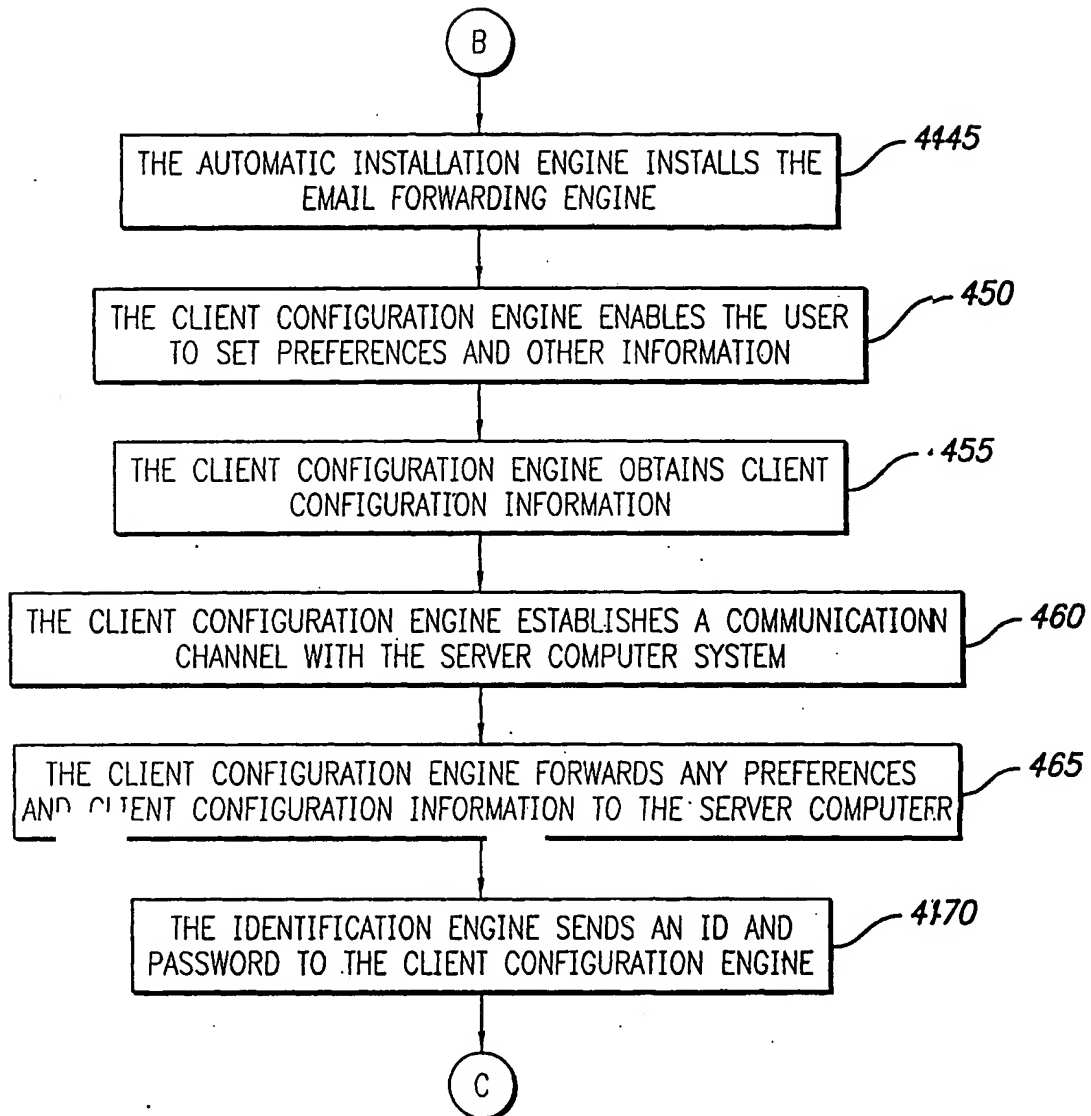 B
THE AUTOMATIC INSTALLATION ENGINE INSTALLS THE
EMAIL FORWARDING ENGINE
4445
THE CLIENT CONFIGURATION ENGINE ENABLES THE USER
TO SET PREFERENCES AND OTHER INFORMATION
450
THE CLIENT CONFIGURATION ENGINE OBTAINS CLIENT
CONFIGURATION INFORMATION
455
THE CLIENT CONFIGURATION ENGINE ESTABLISHES A COMMUNICATIONN
CHANNEL WITH THE SERVER COMPUTER SYSTEM
460
THE CLIENT CONFIGURATION ENGINE FORWARDS ANY PREFERENCES
AND CLIENT CONFIGURATION INFORMATION TO THE SERVER COMPUTERR
465
THE IDENTIFICATION ENGINE SENDS AN ID AND
PASSWORD TO THE CLIENT CONFIGURATION ENGINE
4170
C